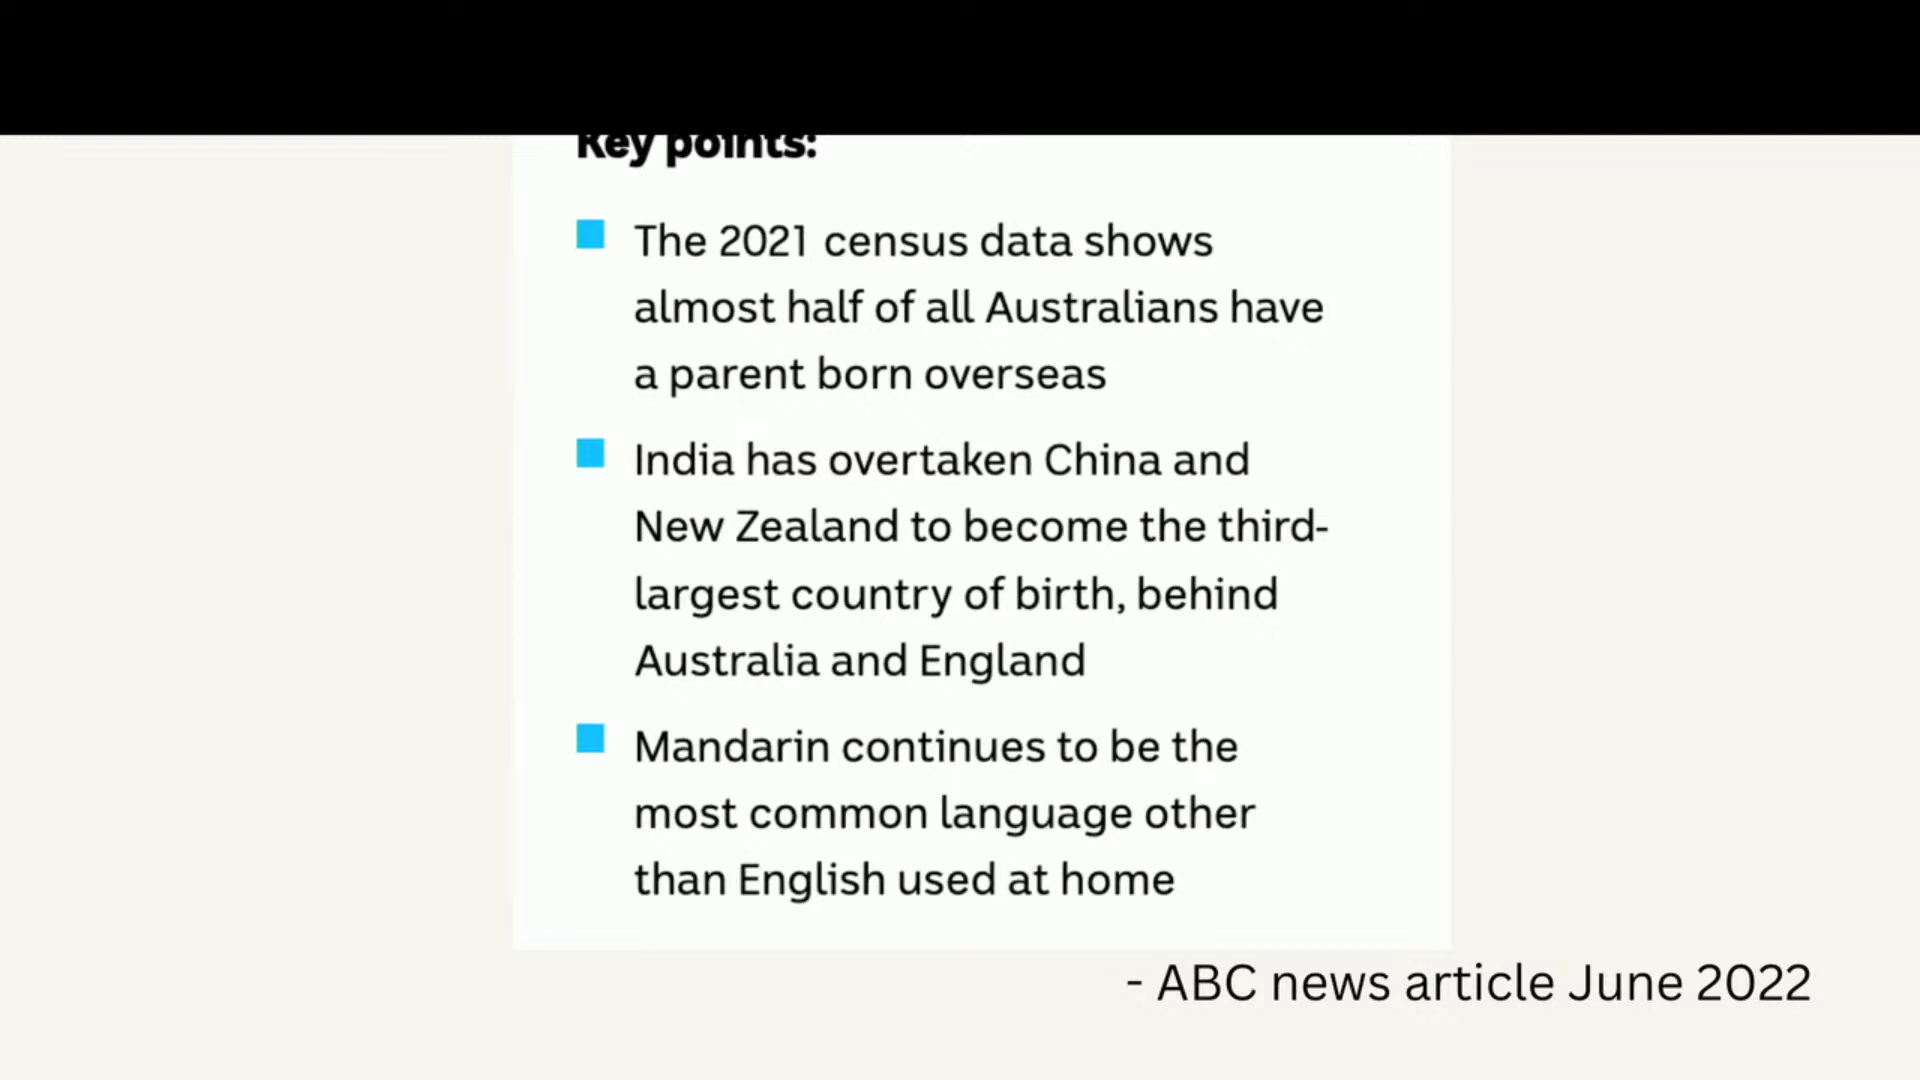 Key points:
The 2021 census data shows
almost half of all Australians have
a parent born overseas
India has overtaken China and
New Zealand to become the third-
largest country of birth, behind
Australia and England
Mandarin continues to be the
most common language other
than English used at home
- ABC news article June 2022